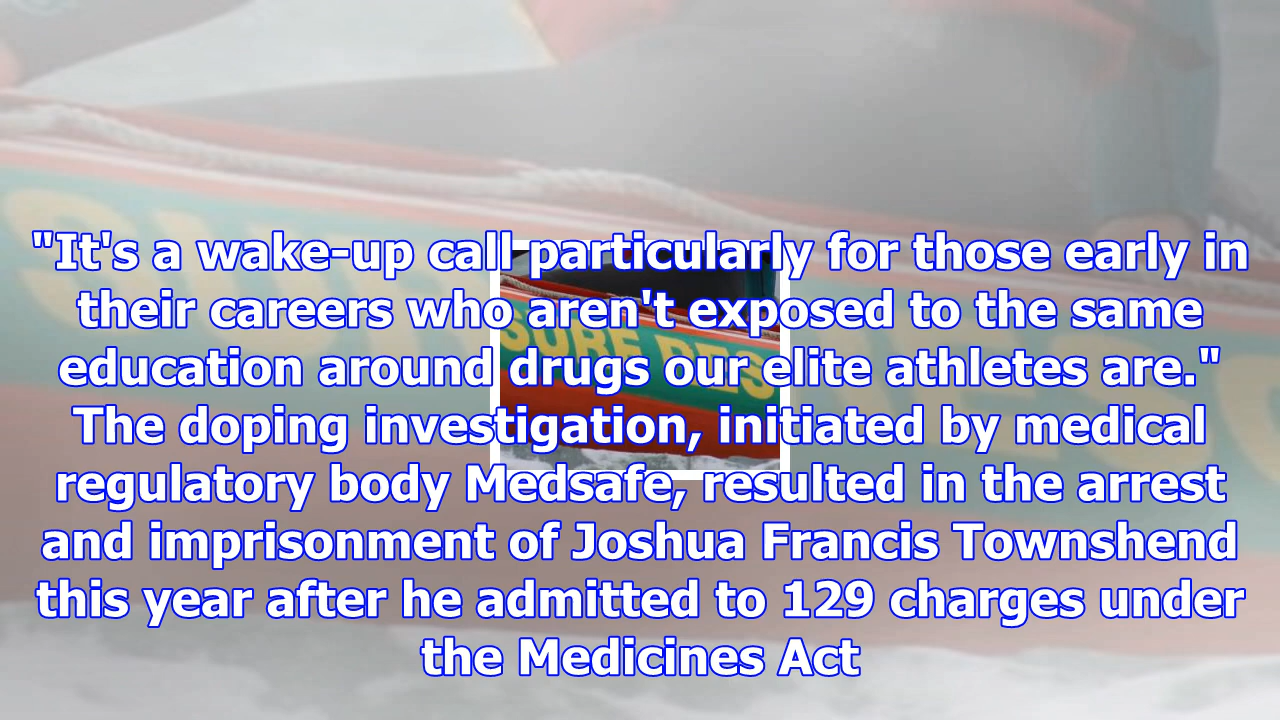 "It's a wake-up call particularly for those early in
their careers who aren't exposed to the same
education around drugs our elite athletes are."
The doping investigation, initiated by medical
regulatory body Medsafe, resulted in the arrest
and imprisonment of Joshua Francis Townshend
this year after he admitted to 129 charges under
the Medicines Act
SURF RES